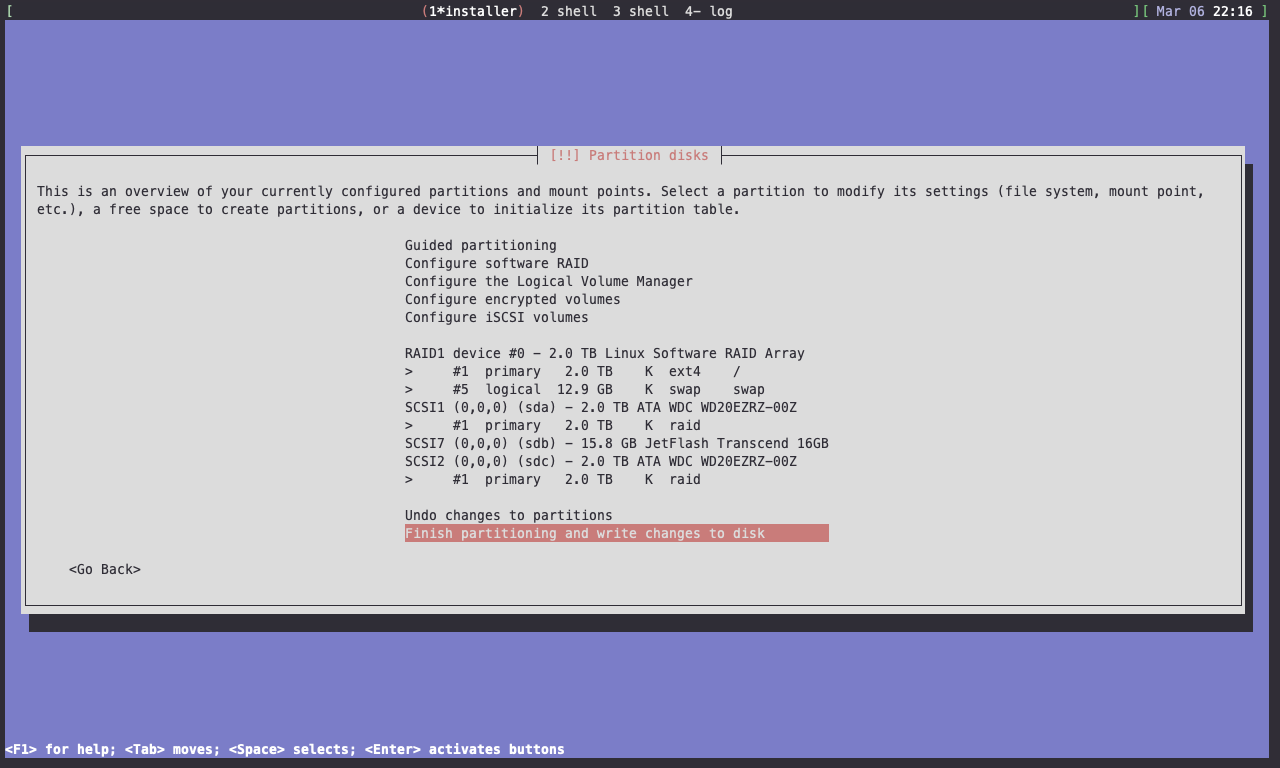 [ (1*installer) 2 shell 3 shell 4- log ][ Mar 06 22:16 ]
[!!] Partition disks
This is an overview of your currently configured partitions and mount points. Select a partition to modify its settings (file system, mount point,
etc.), a free space to create partitions, or a device to initialize its partition table.
Guided partitioning
Configure software RAID
Configure the Logical Volume Manager
Configure encrypted volumes
Configure iSCSI volumes
RAID1 device #0 - 2.0 TB Linux Software RAID Array
> #1 primary 2.0 TB K ext4 /
> #5 logical 12.9 GB K swap swap
SCSI1 (0,0,0) (sda) - 2.0 TB ATA WDC WD20EZRZ-00Z
> #1 primary 2.0 TB K raid
SCSI7 (0,0,0) (sdb) - 15.8 GB JetFlash Transcend 16GB
SCSI2 (0,0,0) (sdc) - 2.0 TB ATA WDC WD20EZRZ-00Z
> #1 primary 2.0 TB K raid
Undo changes to partitions
Finish partitioning and write changes to disk
<Go Back>
<F1> for help; <Tab> moves; <Space> selects; <Enter> activates buttons